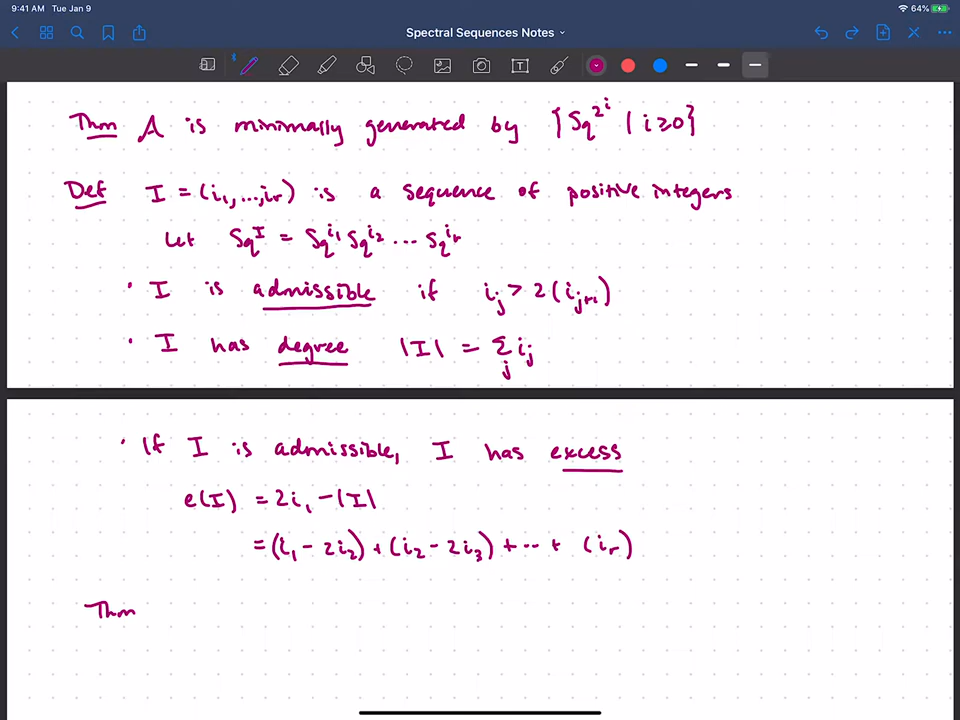 9:41 AM Tue Jan 9 64%
Spectral Sequences Notes
Thm A is minimally generated by {Sq^{2^i} | i ≥ 0}
Def I = (i_1, ..., i_r) is a sequence of positive integers
Let Sq^I = Sq^{i_1} Sq^{i_2} ... Sq^{i_r}
• I is admissible if i_j > 2(i_{j+1})
• I has degree |I| = Σ_j i_j
• If I is admissible, I has excess
e(I) = 2i_1 - |I|
= (i_1 - 2i_2) + (i_2 - 2i_3) + ... + (i_r)
Thm